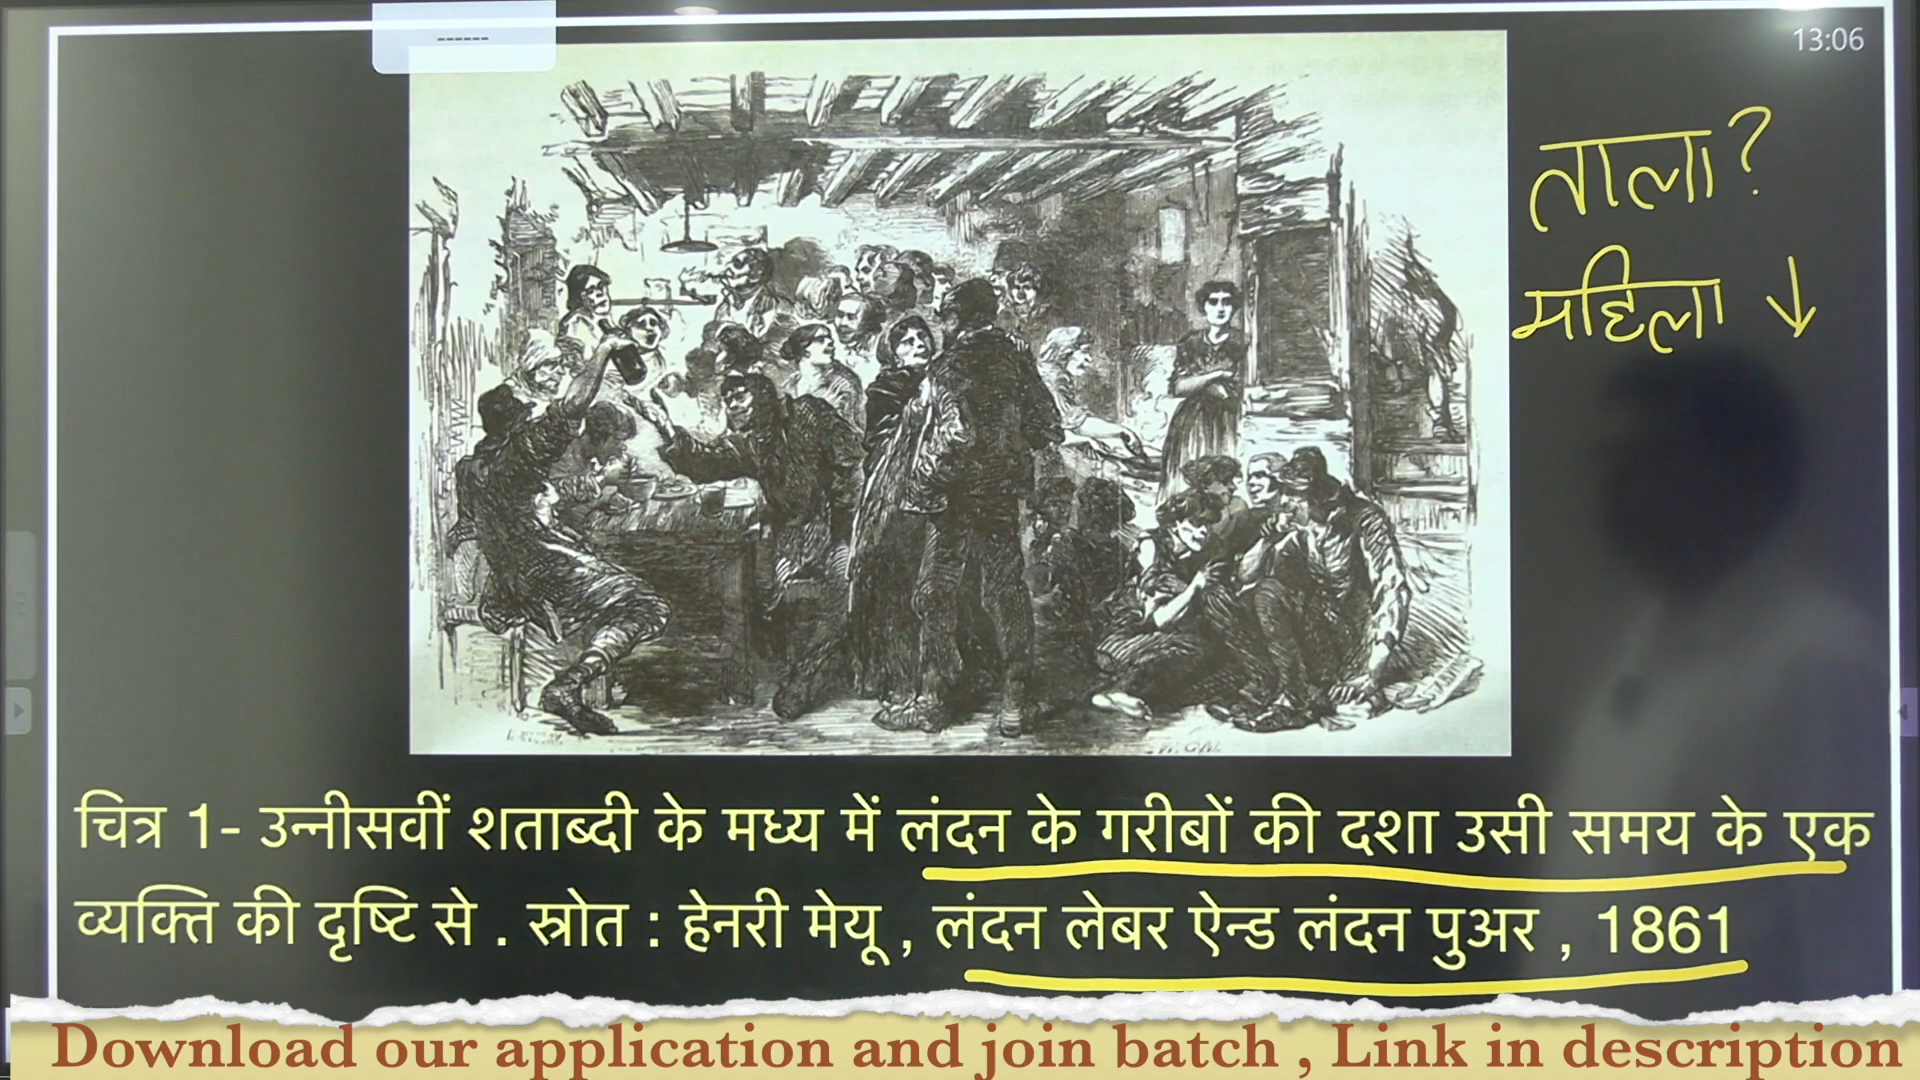 ------
13:06
ताला?
महिला ↓
चित्र 1- उन्नीसवीं शताब्दी के मध्य में लंदन के गरीबों की दशा उसी समय के एक
व्यक्ति की दृष्टि से . स्रोत : हेनरी मेयू , लंदन लेबर ऐन्ड लंदन पुअर , 1861
Download our application and join batch , Link in description